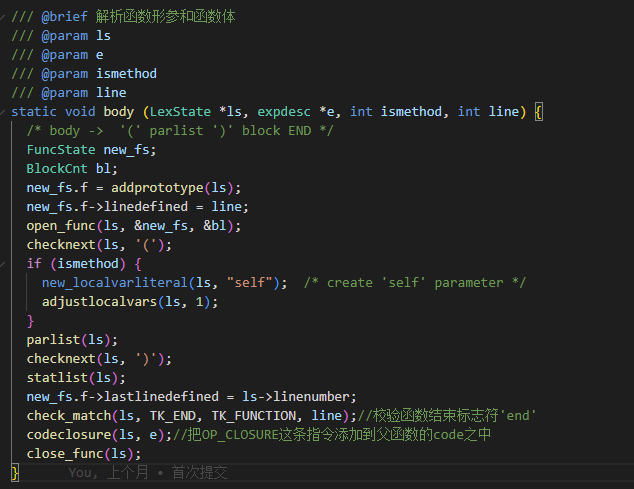 /// @brief 解析函数形参和函数体
/// @param ls
/// @param e
/// @param ismethod
/// @param line
static void body (LexState *ls, expdesc *e, int ismethod, int line) {
  /* body ->  '(' parlist ')' block END */
  FuncState new_fs;
  BlockCnt bl;
  new_fs.f = addprototype(ls);
  new_fs.f->linedefined = line;
  open_func(ls, &new_fs, &bl);
  checknext(ls, '(');
  if (ismethod) {
    new_localvarliteral(ls, "self");  /* create 'self' parameter */
    adjustlocalvars(ls, 1);
  }
  parlist(ls);
  checknext(ls, ')');
  statlist(ls);
  new_fs.f->lastlinedefined = ls->linenumber;
  check_match(ls, TK_END, TK_FUNCTION, line);//校验函数结束标志符'end'
  codeclosure(ls, e);//把OP_CLOSURE这条指令添加到父函数的code之中
  close_func(ls);
}      You, 上个月 • 首次提交